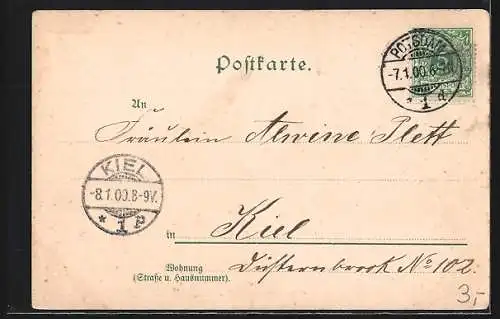 Postkarte.
POTSDAM
-7.1.00.6-
* 1 d
An
Fräulein Alwine Plett
KIEL
-8.1.00.8-9V.
* 1 P
in Kiel
Wohnung
(Straße u. Hausnummer).
Düsternbrook No 102.
3,-